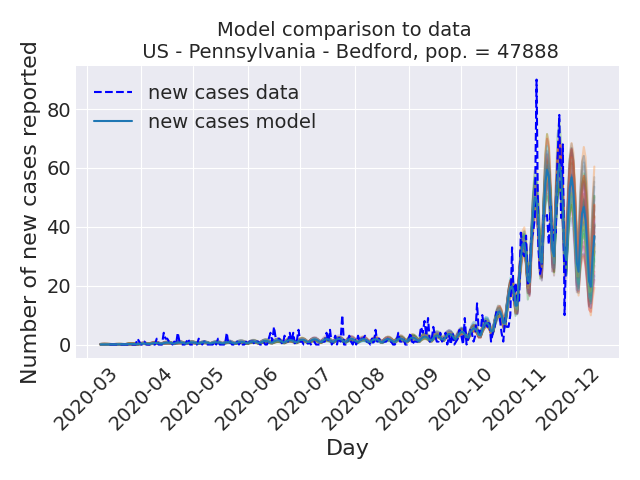 Model comparison to data
US - Pennsylvania - Bedford, pop. = 47888
Number of new cases reported
80
60
40
20
0
new cases data
new cases model
2020-03
2020-04
2020-05
2020-06
2020-07
2020-08
2020-09
2020-10
2020-11
2020-12
Day